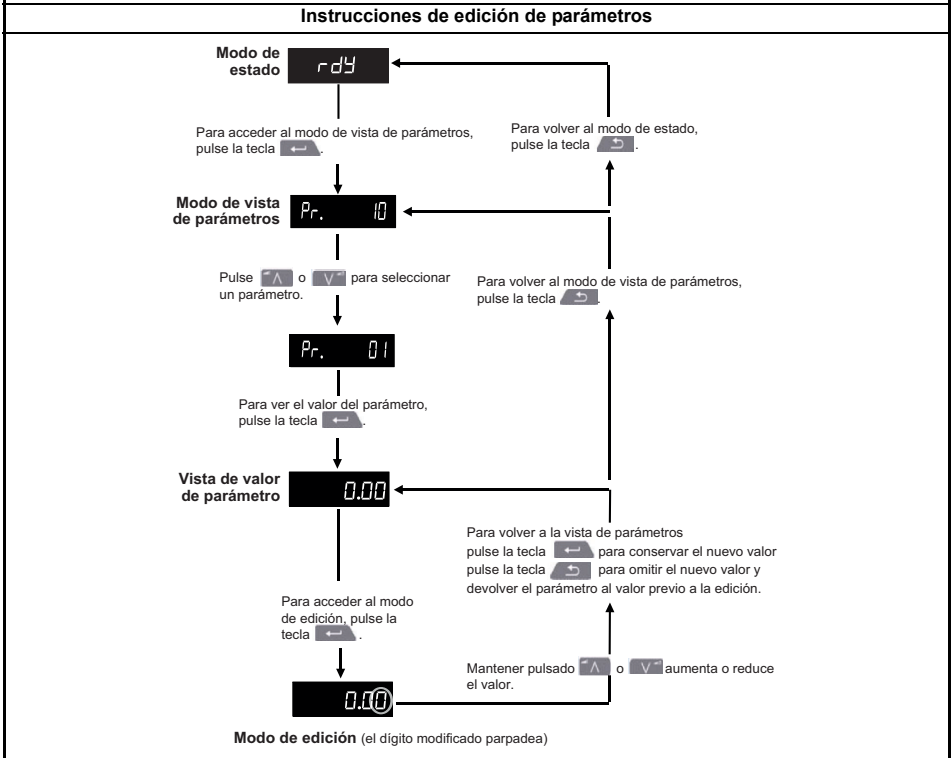 Instrucciones de edición de parámetros
Modo de
estado
rdY
Para acceder al modo de vista de parámetros,
pulse la tecla .
Para volver al modo de estado,
pulse la tecla .
Modo de vista
de parámetros
Pr. 10
Pulse o para seleccionar
un parámetro.
Para volver al modo de vista de parámetros,
pulse la tecla .
Pr. 01
Para ver el valor del parámetro,
pulse la tecla .
Vista de valor
de parámetro
0.00
Para volver a la vista de parámetros
pulse la tecla para conservar el nuevo valor
pulse la tecla para omitir el nuevo valor y
devolver el parámetro al valor previo a la edición.
Para acceder al modo
de edición, pulse la
tecla .
Mantener pulsado o aumenta o reduce
el valor.
0.00
Modo de edición (el dígito modificado parpadea)